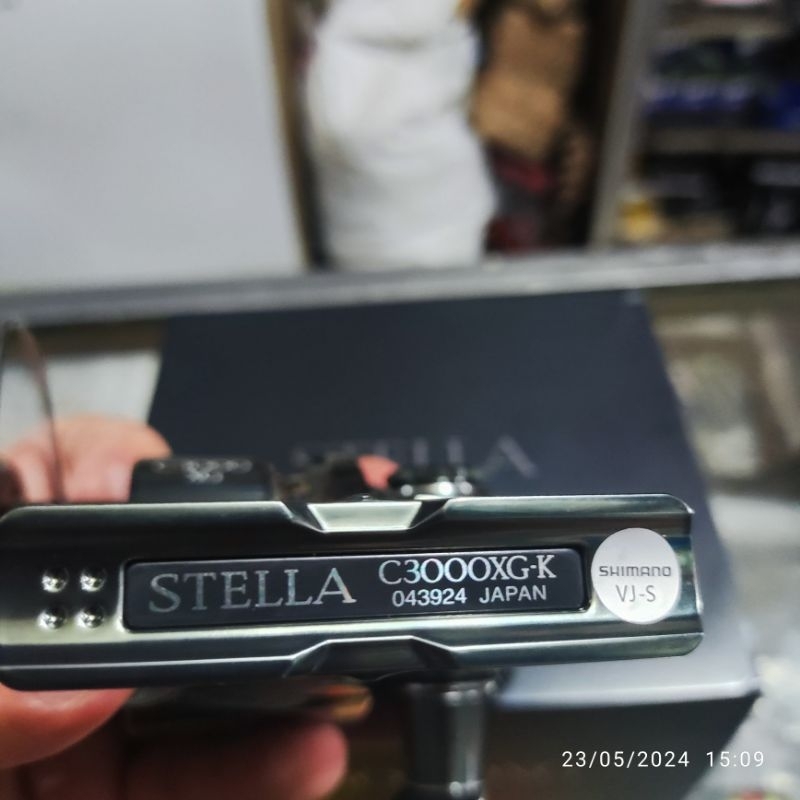 STELLA
STELLA C3000XG-K
043924 JAPAN
SHIMANO
VJ-S
23/05/2024 15:09